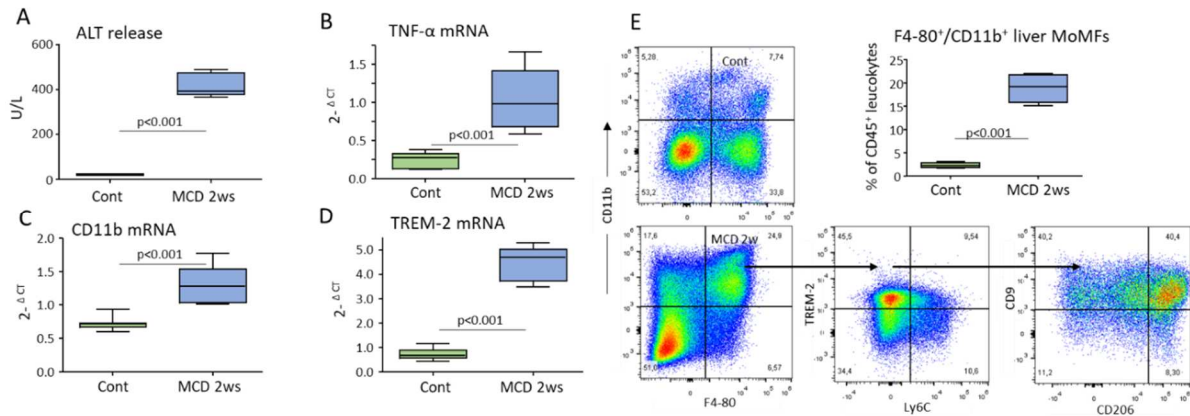 A
ALT release
U/L
600
400
200
0
p<0.001
Cont
MCD 2ws
B
TNF-α mRNA
2- Δ CT
1.5
1.0
0.5
0.0
p<0.001
Cont
MCD 2ws
C
CD11b mRNA
2- Δ CT
2.0
1.5
1.0
0.5
0.0
p<0.001
Cont
MCD 2ws
D
TREM-2 mRNA
2- Δ CT
5.0
4.0
3.0
2.0
1.0
0.0
p<0.001
Cont
MCD 2ws
E
5,28
Cont
7,74
53,2
33,8
CD11b
F4-80⁺/CD11b⁺ liver MoMFs
% of CD45⁺ leucokytes
25
20
15
10
5
0
p<0.001
Cont
MCD 2ws
17,6
MCD 2w
24,9
51,0
6,57
F4-80
45,5
9,54
34,4
10,6
TREM-2
Ly6C
40,2
40,4
11,2
8,30
CD9
CD206